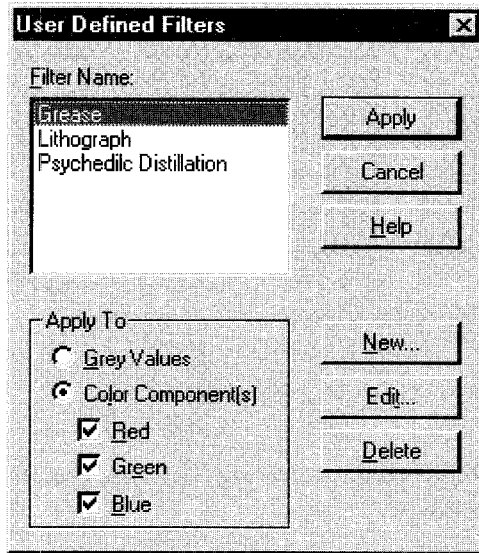 User Defined Filters
Filter Name:
Grease
Lithograph
Psychedilc Distillation
Apply
Cancel
Help
Apply To
Grey Values
Color Component(s)
Red
Green
Blue
New...
Edit...
Delete